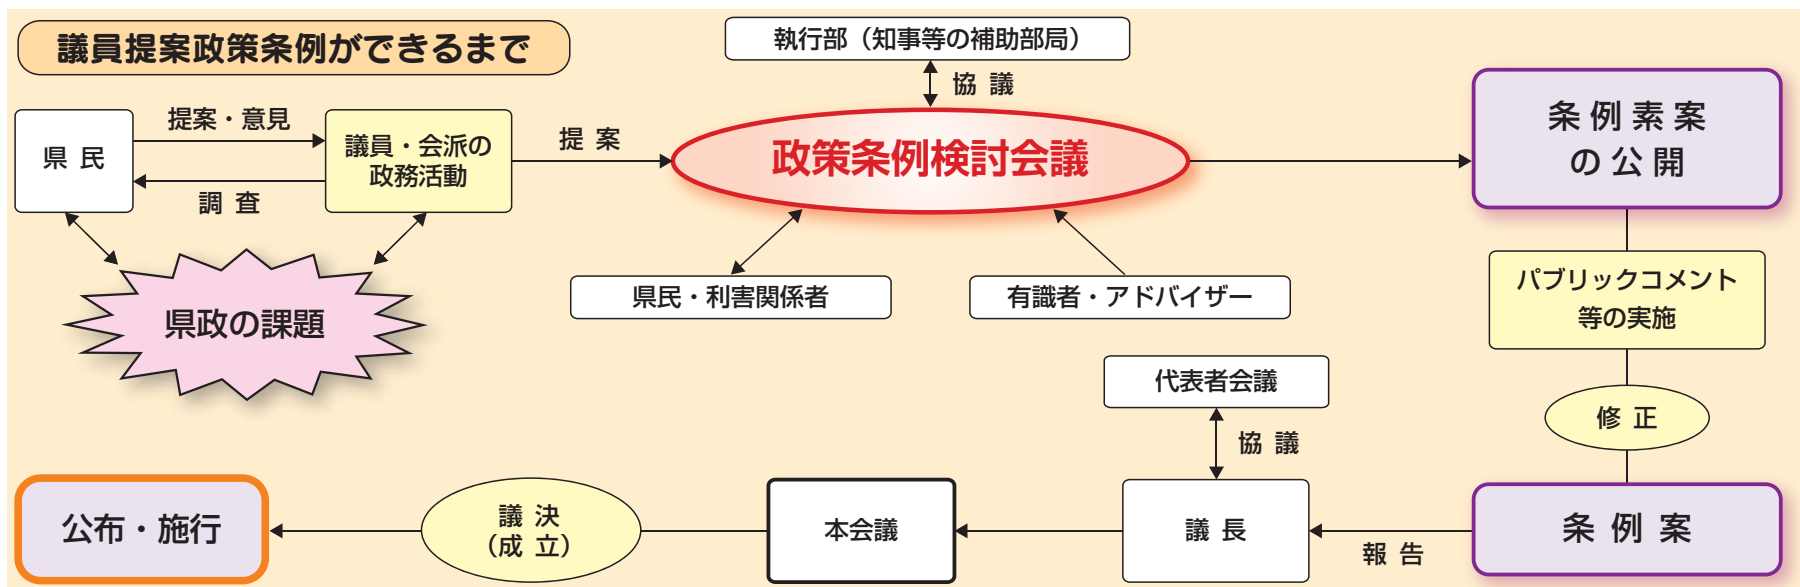 議員提案政策条例ができるまで
執行部（知事等の補助部局）
協 議
県 民
提案・意見
調 査
議員・会派の
政務活動
提 案
政策条例検討会議
条例素案
の公開
県政の課題
県民・利害関係者
有識者・アドバイザー
パブリックコメント
等の実施
修 正
代表者会議
協 議
条 例 案
報 告
議 長
本会議
議 決
（成 立）
公布・施行